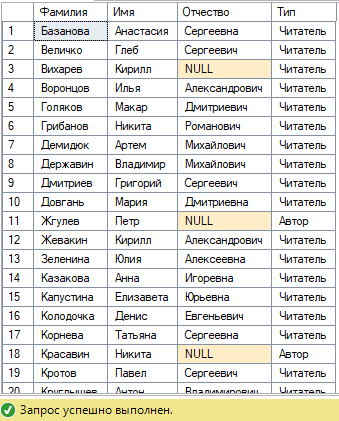 Фамилия Имя Отчество Тип
1 Базанова Анастасия Сергеевна Читатель
2 Величко Глеб Сергеевич Читатель
3 Вихарев Кирилл NULL Читатель
4 Воронцов Илья Александрович Читатель
5 Голяков Макар Дмитриевич Читатель
6 Грибанов Никита Романович Читатель
7 Демидюк Артем Михайлович Читатель
8 Державин Владимир Михайлович Читатель
9 Дмитриев Григорий Сергеевич Читатель
10 Довгань Мария Дмитриевна Читатель
11 Жгулев Петр NULL Автор
12 Жевакин Кирилл Александрович Читатель
13 Зеленина Юлия Алексеевна Читатель
14 Казакова Анна Игоревна Читатель
15 Капустина Елизавета Юрьевна Читатель
16 Колодочка Денис Евгеньевич Читатель
17 Корнева Татьяна Сергеевна Читатель
18 Красавин Никита NULL Автор
19 Кротов Павел Сергеевич Читатель
20 Круглышев Антон Владимирович Читатель
Запрос успешно выполнен.